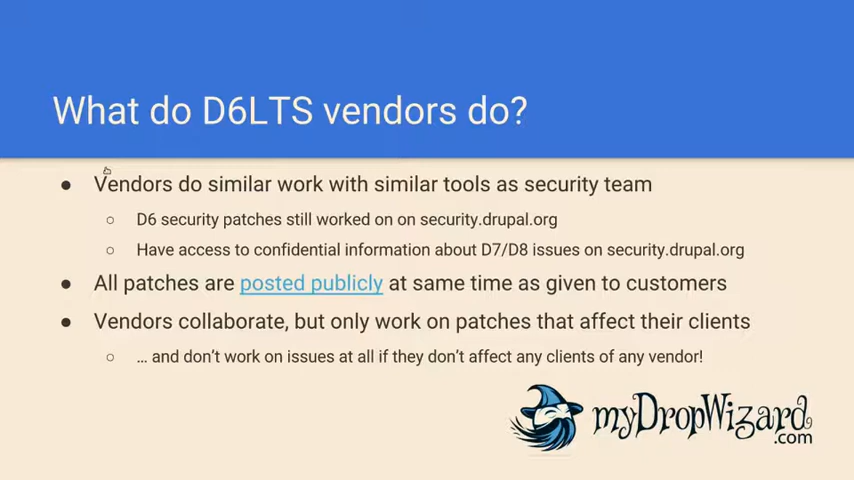 What do D6LTS vendors do?
● Vendors do similar work with similar tools as security team
○ D6 security patches still worked on on security.drupal.org
○ Have access to confidential information about D7/D8 issues on security.drupal.org
● All patches are posted publicly at same time as given to customers
● Vendors collaborate, but only work on patches that affect their clients
○ … and don’t work on issues at all if they don’t affect any clients of any vendor!
myDropWizard
.com